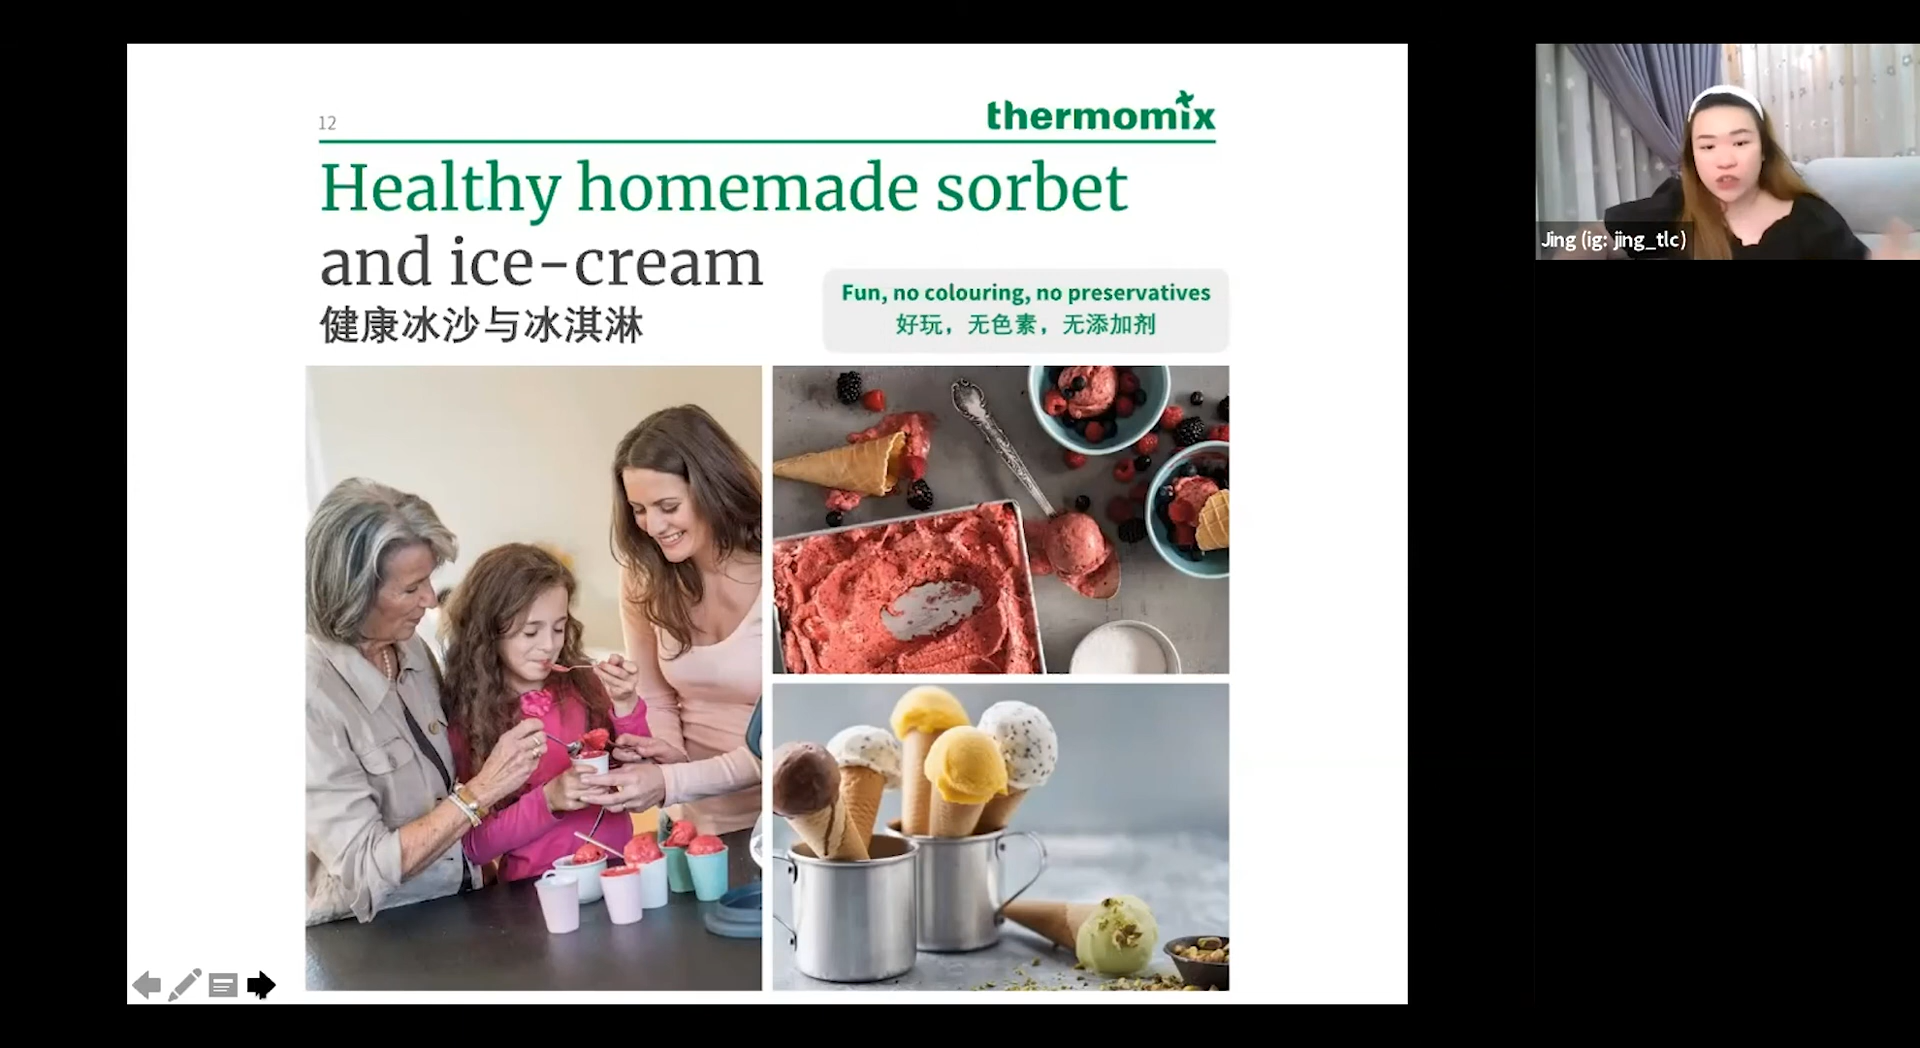 12
thermomix
Healthy homemade sorbet
and ice-cream
健康冰沙与冰淇淋
Fun, no colouring, no preservatives
好玩，无色素，无添加剂
Jing (ig: jing_tlc)